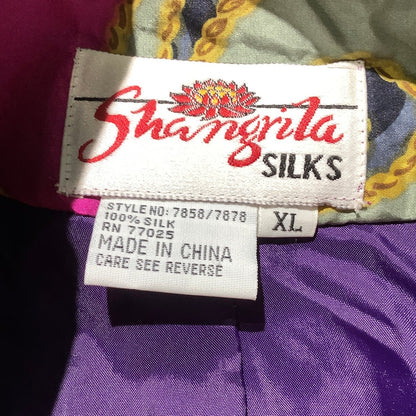 Shangrila
SILKS
STYLE NO: 7858/7878
100% SILK
RN 77025
MADE IN CHINA
CARE SEE REVERSE
XL